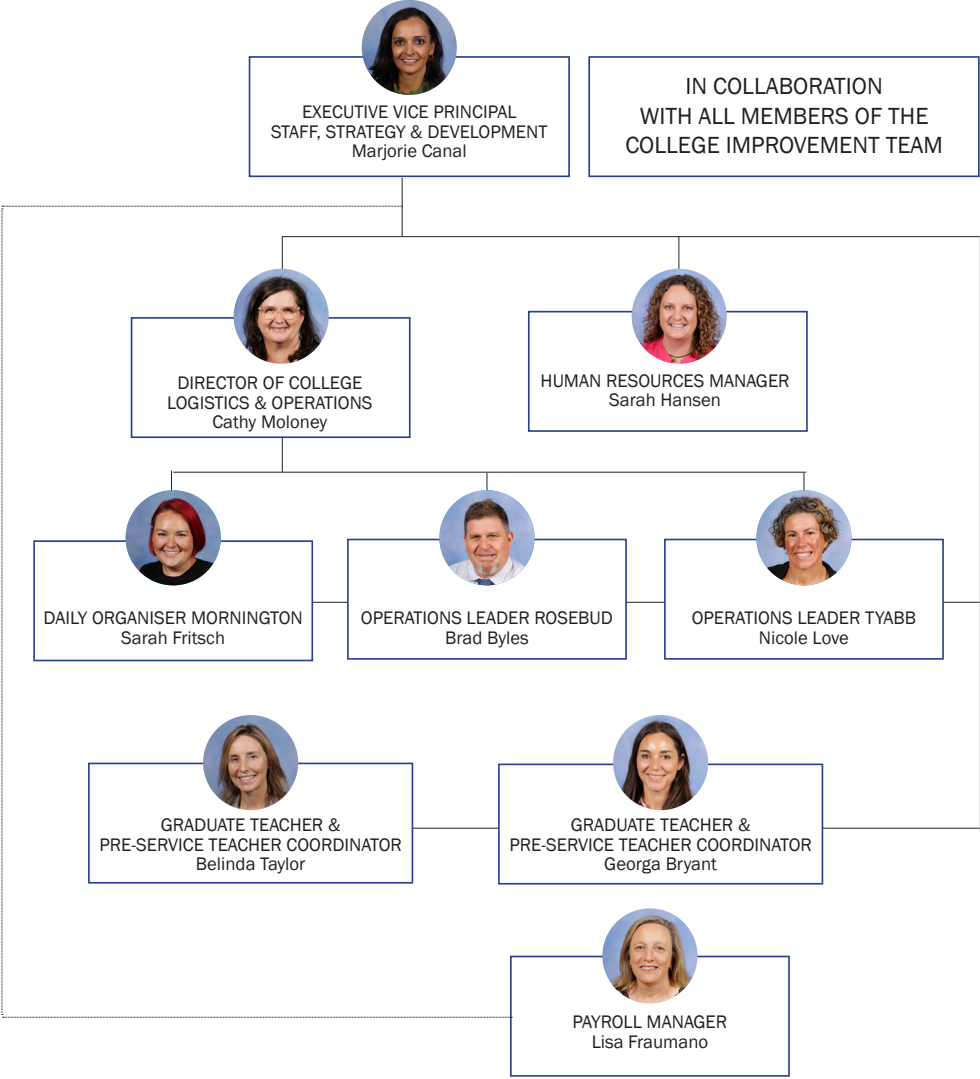 EXECUTIVE VICE PRINCIPAL
STAFF, STRATEGY & DEVELOPMENT
Marjorie Canal
IN COLLABORATION
WITH ALL MEMBERS OF THE
COLLEGE IMPROVEMENT TEAM
DIRECTOR OF COLLEGE
LOGISTICS & OPERATIONS
Cathy Moloney
HUMAN RESOURCES MANAGER
Sarah Hansen
DAILY ORGANISER MORNINGTON
Sarah Fritsch
OPERATIONS LEADER ROSEBUD
Brad Byles
OPERATIONS LEADER TYABB
Nicole Love
GRADUATE TEACHER &
PRE-SERVICE TEACHER COORDINATOR
Belinda Taylor
GRADUATE TEACHER &
PRE-SERVICE TEACHER COORDINATOR
Georga Bryant
PAYROLL MANAGER
Lisa Fraumano